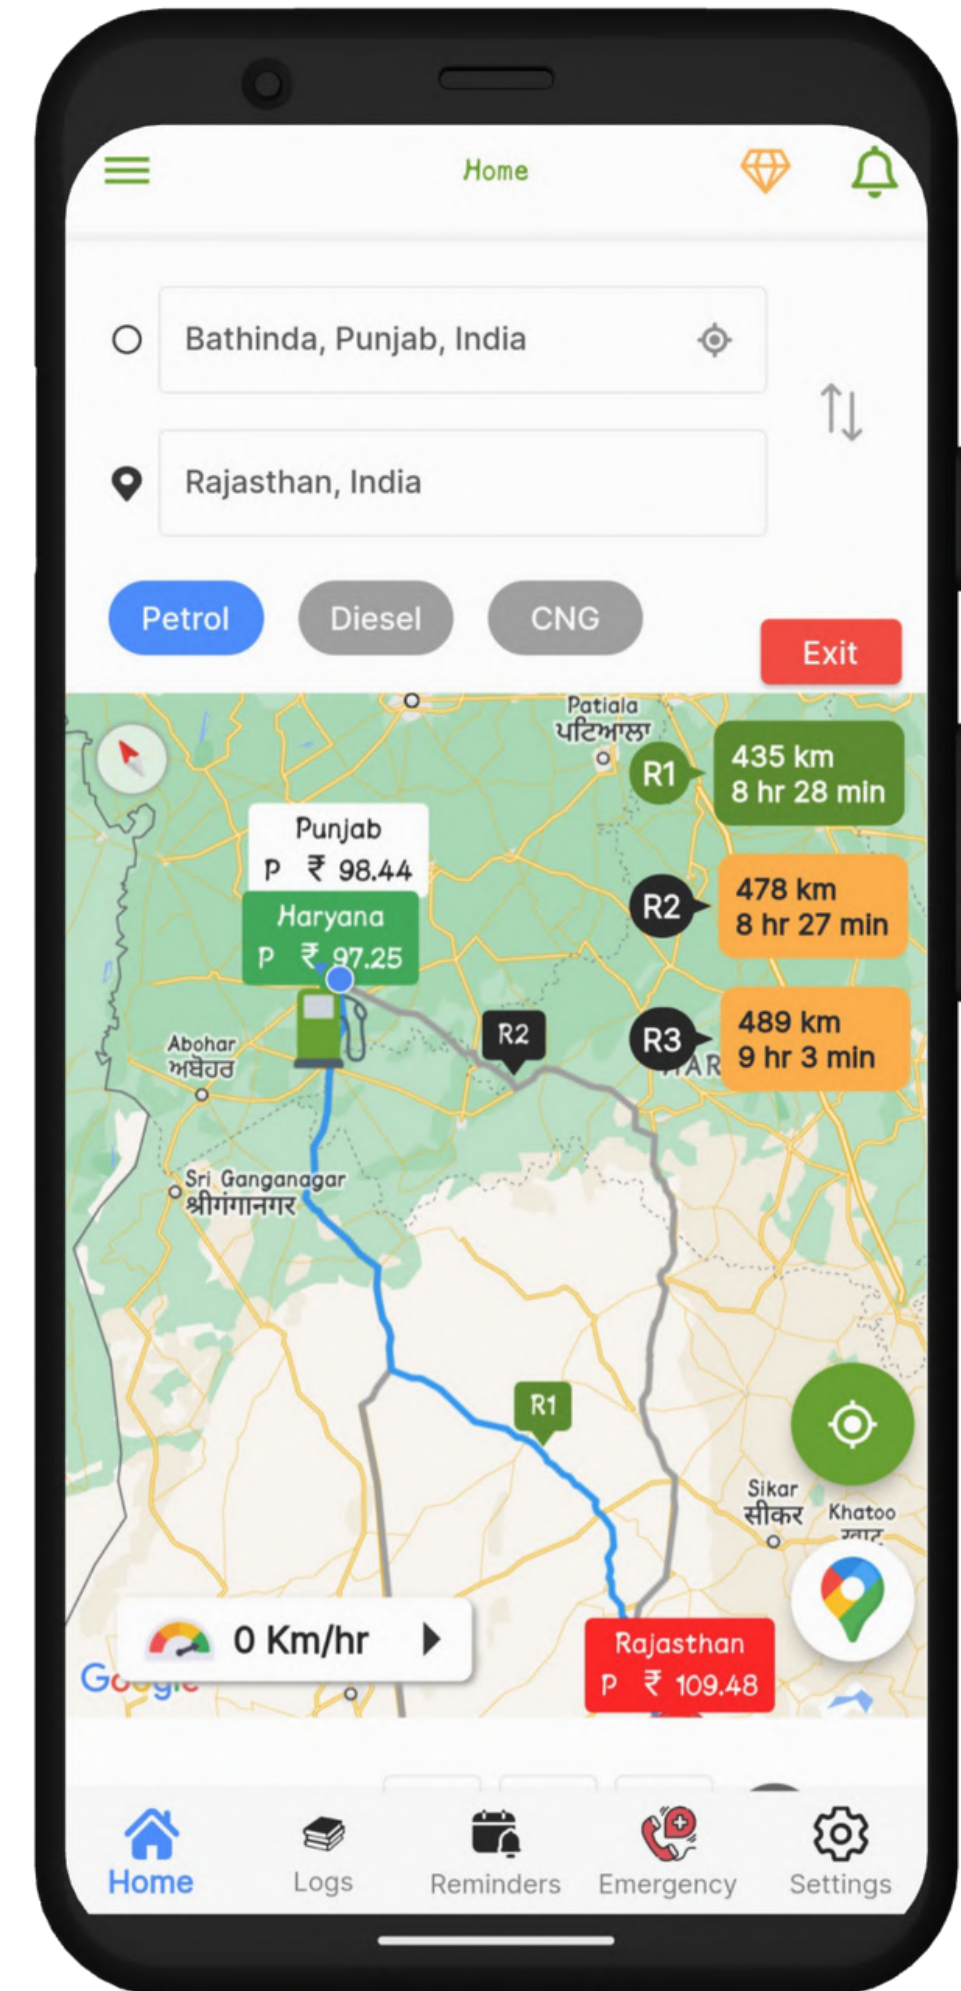 Home
Bathinda, Punjab, India
Rajasthan, India
Petrol
Diesel
CNG
Exit
Patiala
ਪਟਿਆਲਾ
R1
435 km
8 hr 28 min
Punjab
P ₹ 98.44
R2
478 km
8 hr 27 min
Haryana
P ₹ 97.25
R3
489 km
9 hr 3 min
R2
Abohar
ਅਬੋਹਰ
Sri Ganganagar
श्रीगंगानगर
R1
Sikar
सीकर
Khatoo
खाटू
0 Km/hr
Google
Rajasthan
P ₹ 109.48
Home
Logs
Reminders
Emergency
Settings